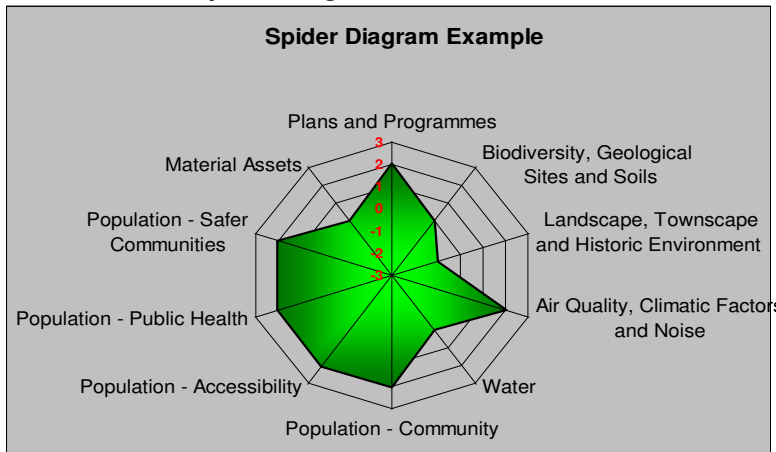 Spider Diagram Example
Plans and Programmes
3
2
1
0
-1
-2
-3
Biodiversity, Geological
Sites and Soils
Landscape, Townscape
and Historic Environment
Air Quality, Climatic Factors
and Noise
Water
Population - Community
Population - Accessibility
Population - Public Health
Population - Safer
Communities
Material Assets